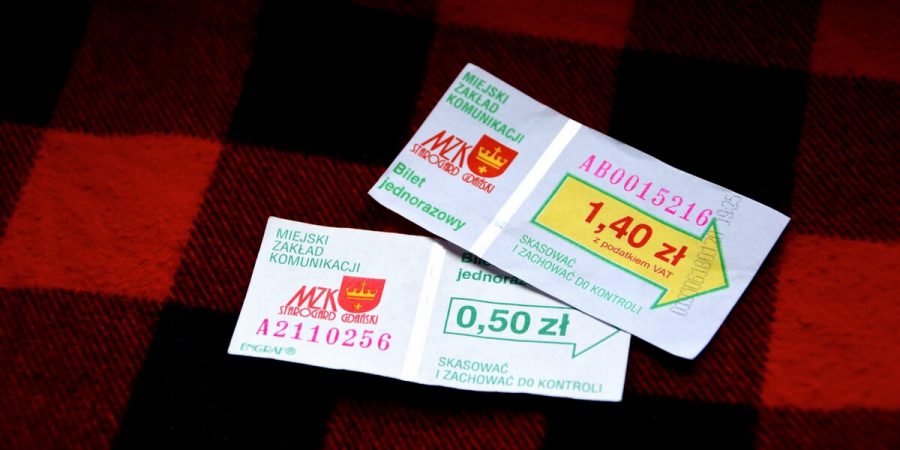 MIEJSKI
ZAKŁAD
KOMUNIKACJI
MZK
STAROGARD GDAŃSKI
Bilet
jednorazowy
AB0015216
1,40 zł
z podatkiem VAT
SKASOWAĆ
I ZACHOWAĆ DO KONTROLI
MIEJSKI
ZAKŁAD
KOMUNIKACJI
MZK
STAROGARD GDAŃSKI
A2110256
ENGRAF®
0,50 zł
SKASOWAĆ
I ZACHOWAĆ DO KONTROLI